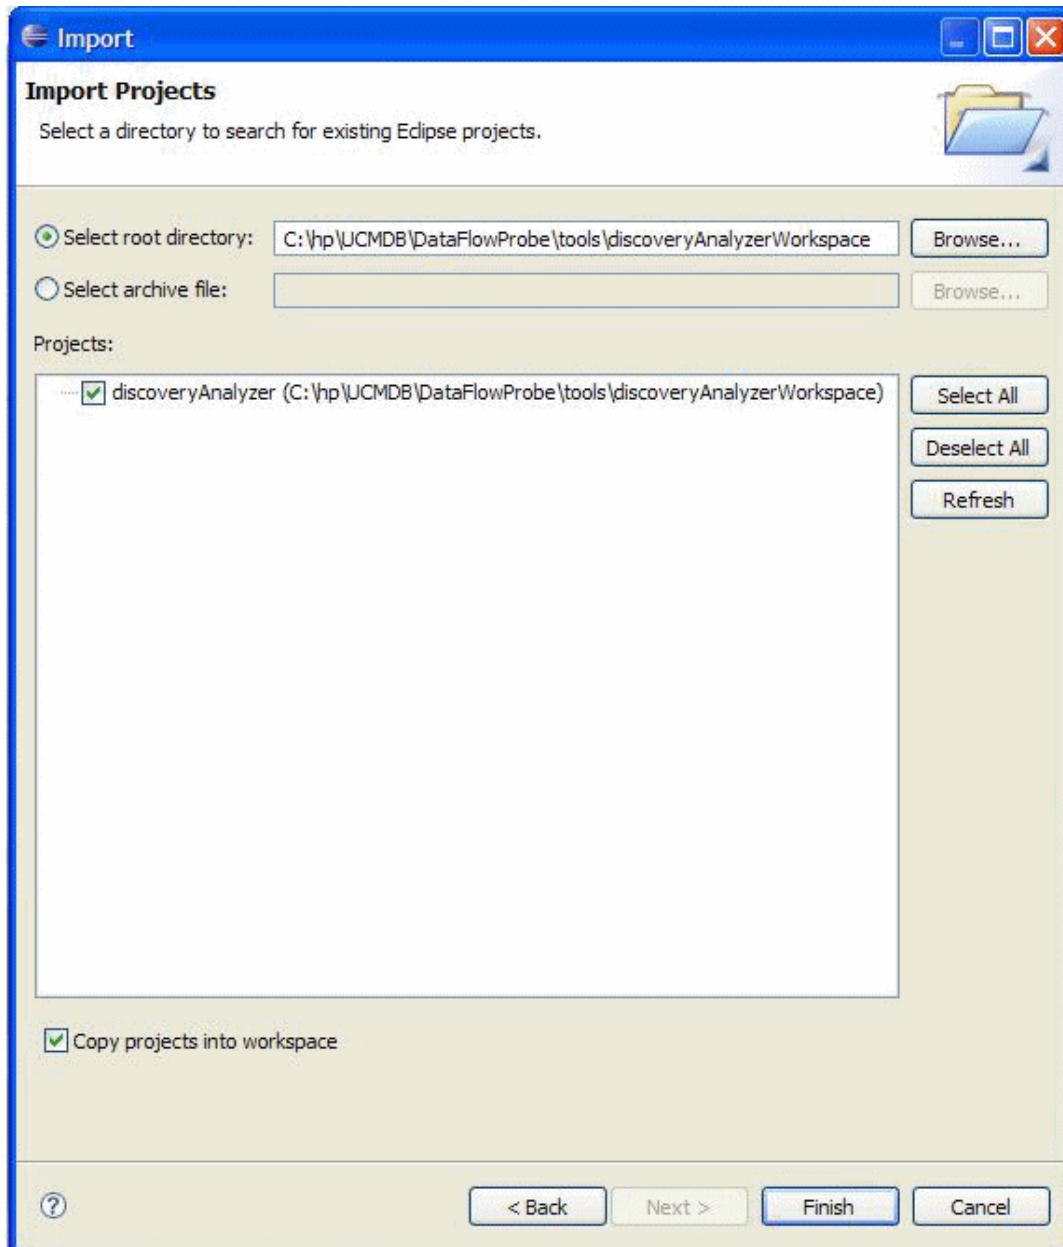 Import
Import Projects
Select a directory to search for existing Eclipse projects.
Select root directory: C:\hp\UCMDB\DataFlowProbe\tools\discoveryAnalyzerWorkspace Browse...
Select archive file: Browse...
Projects:
discoveryAnalyzer (C:\hp\UCMDB\DataFlowProbe\tools\discoveryAnalyzerWorkspace) Select All
Deselect All
Refresh
Copy projects into workspace
? < Back Next > Finish Cancel